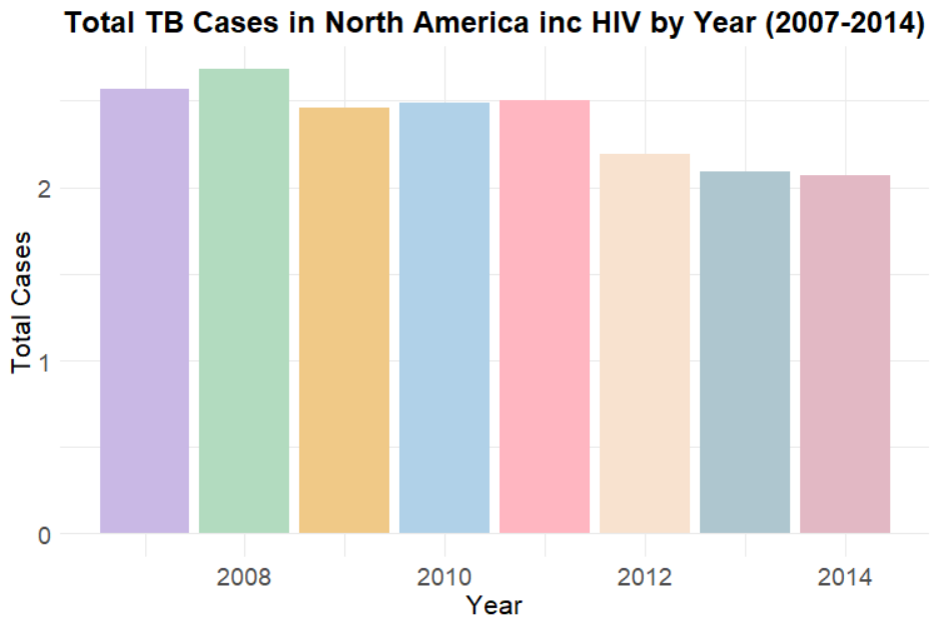 Total TB Cases in North America inc HIV by Year (2007-2014)
Total Cases
2
1
0
2008 2010 2012 2014
Year